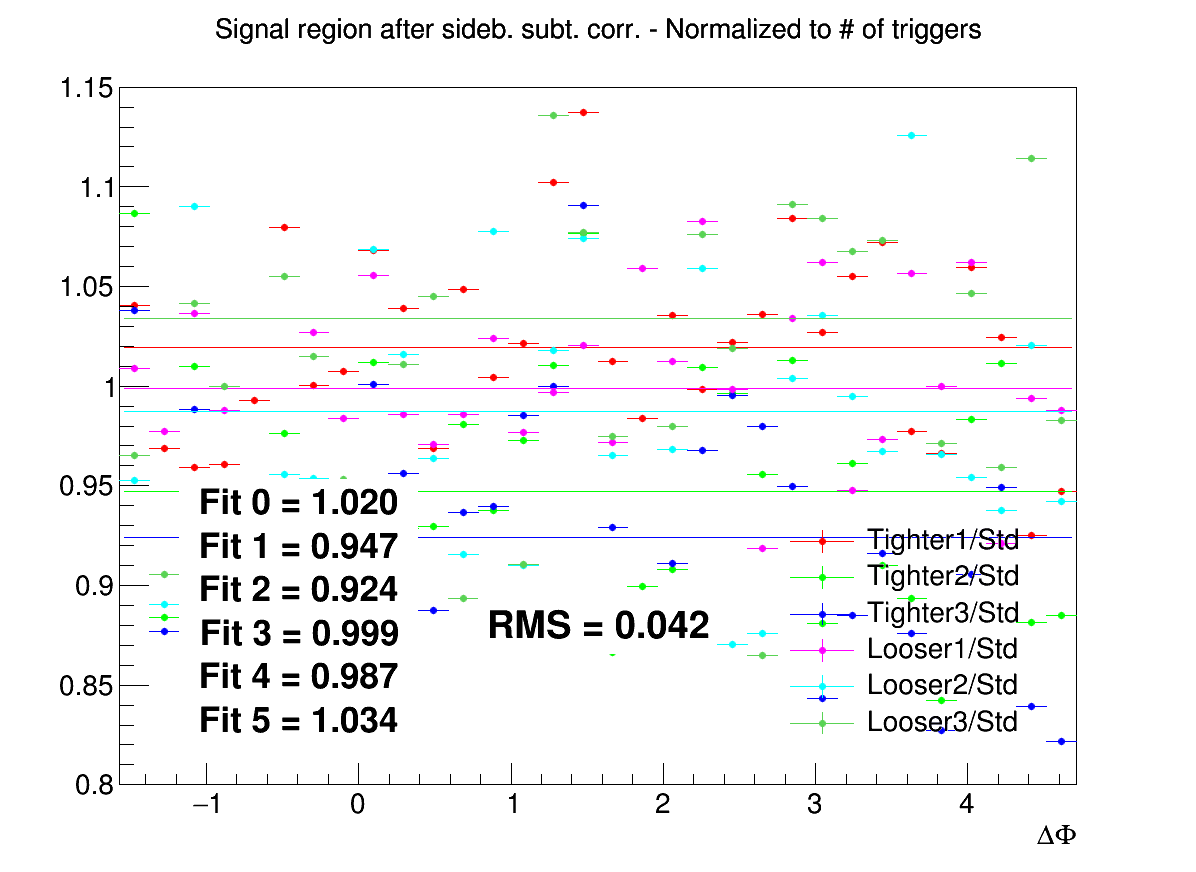 Signal region after sideb. subt. corr. - Normalized to # of triggers
1.15
1.1
1.05
1
0.95
0.9
0.85
0.8
Fit 0 = 1.020
Fit 1 = 0.947
Fit 2 = 0.924
Fit 3 = 0.999
Fit 4 = 0.987
Fit 5 = 1.034
RMS = 0.042
Tighter1/Std
Tighter2/Std
Tighter3/Std
Looser1/Std
Looser2/Std
Looser3/Std
−1 0 1 2 3 4
ΔΦ